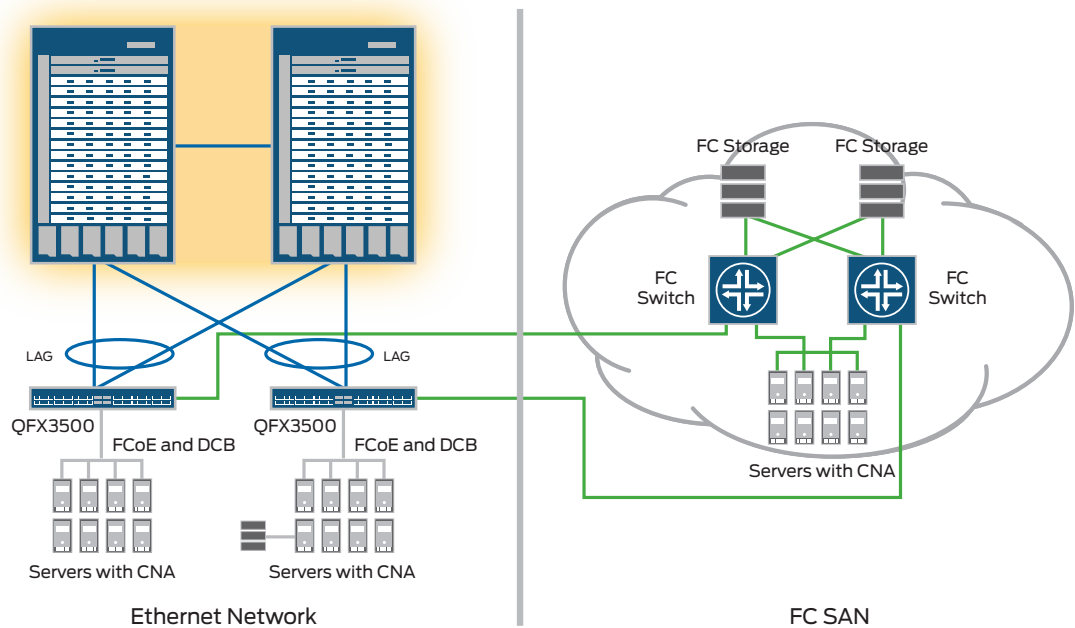 FC Storage
FC Storage
FC
Switch
FC
Switch
LAG
LAG
QFX3500
QFX3500
FCoE and DCB
FCoE and DCB
Servers with CNA
Servers with CNA
Servers with CNA
Ethernet Network
FC SAN